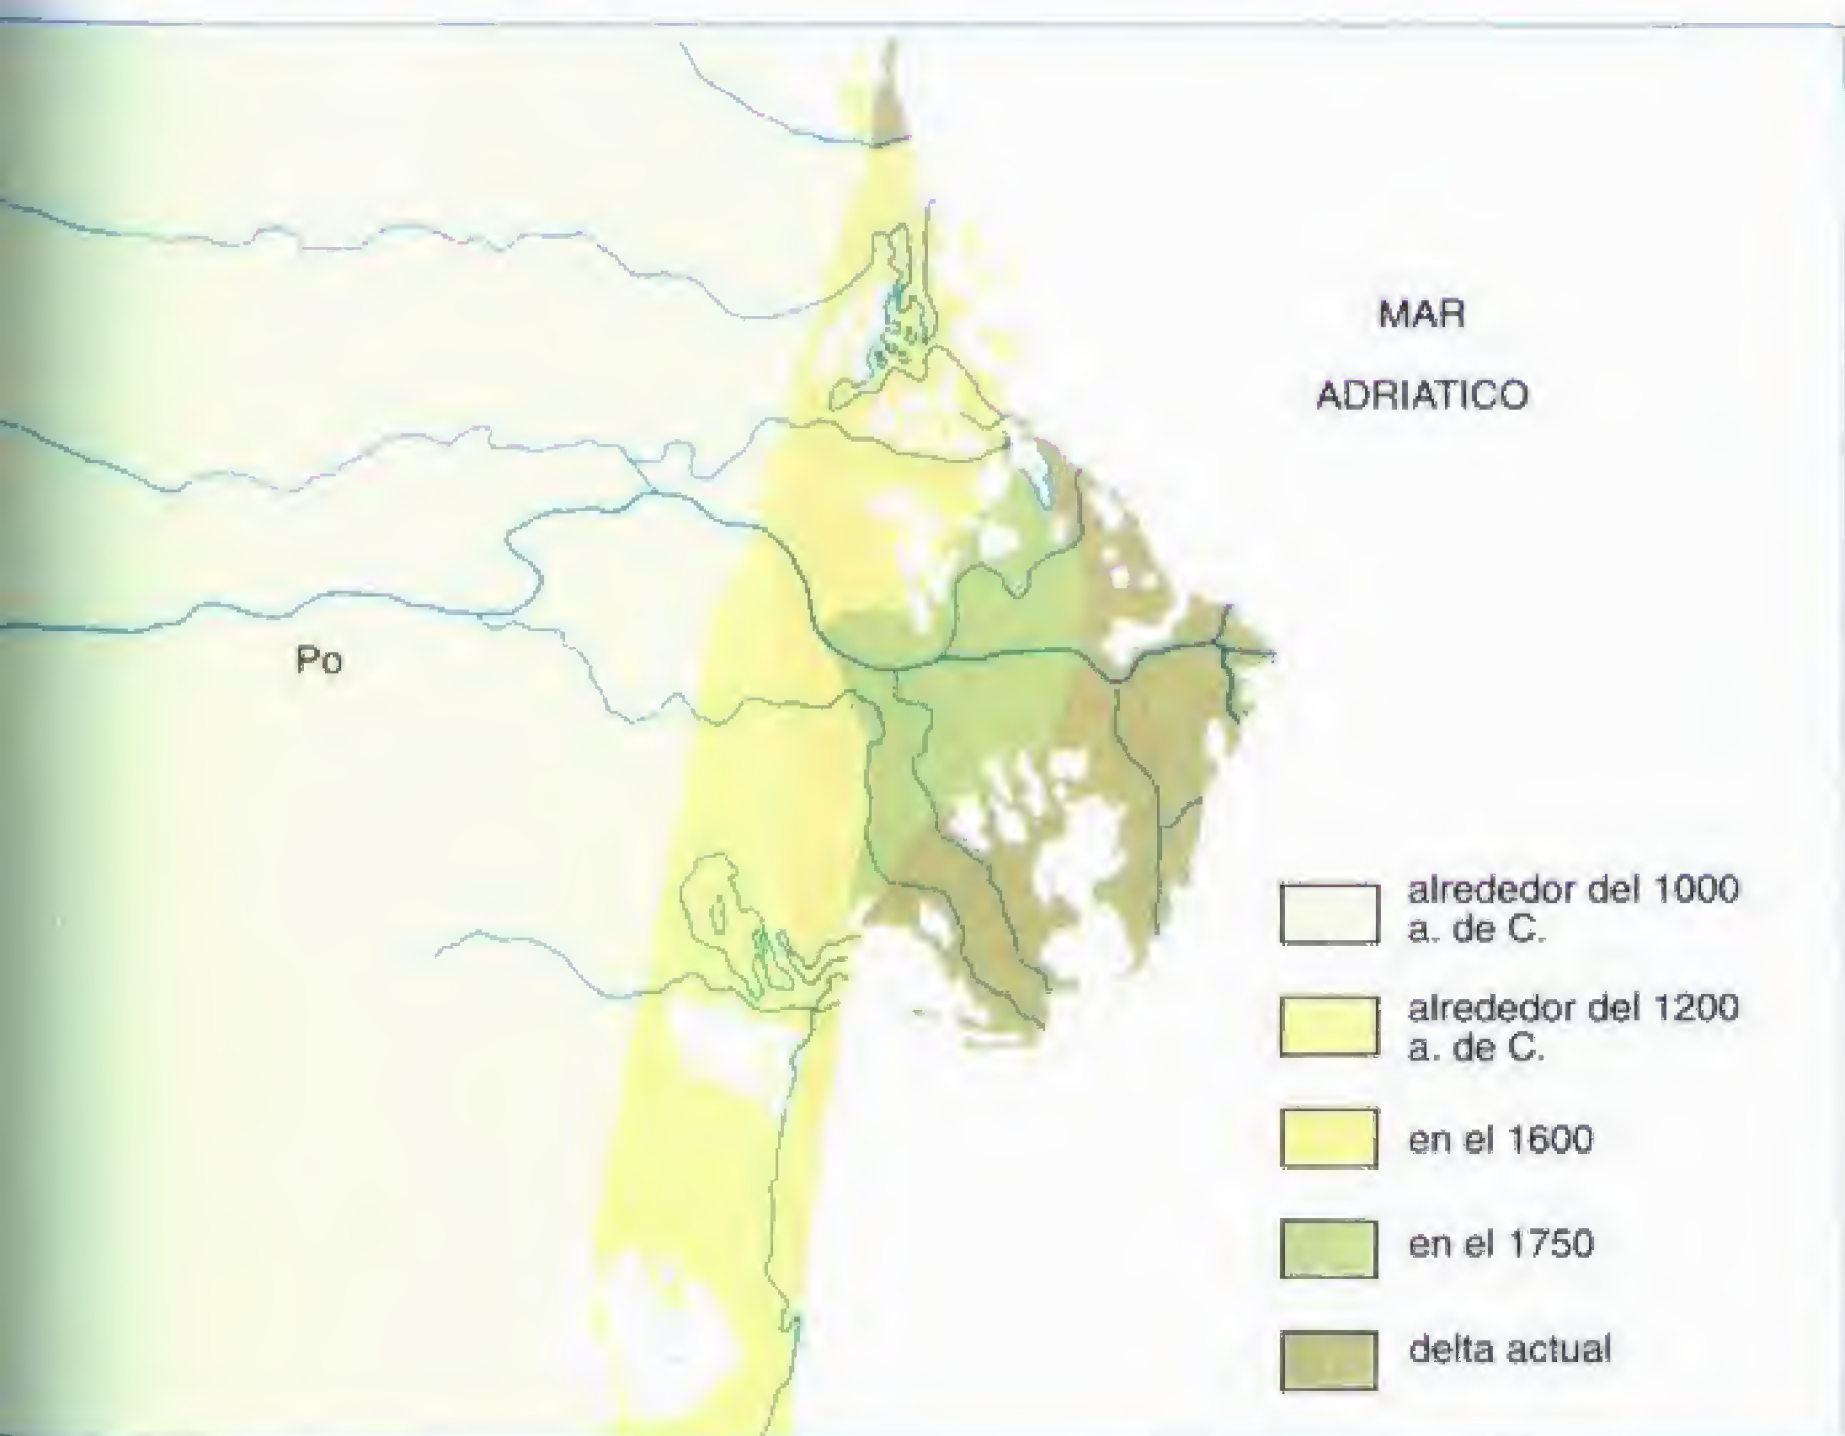 MAR
ADRIATICO
Po
alrededor del 1000
a. de C.
alrededor del 1200
a. de C.
en el 1600
en el 1750
delta actual